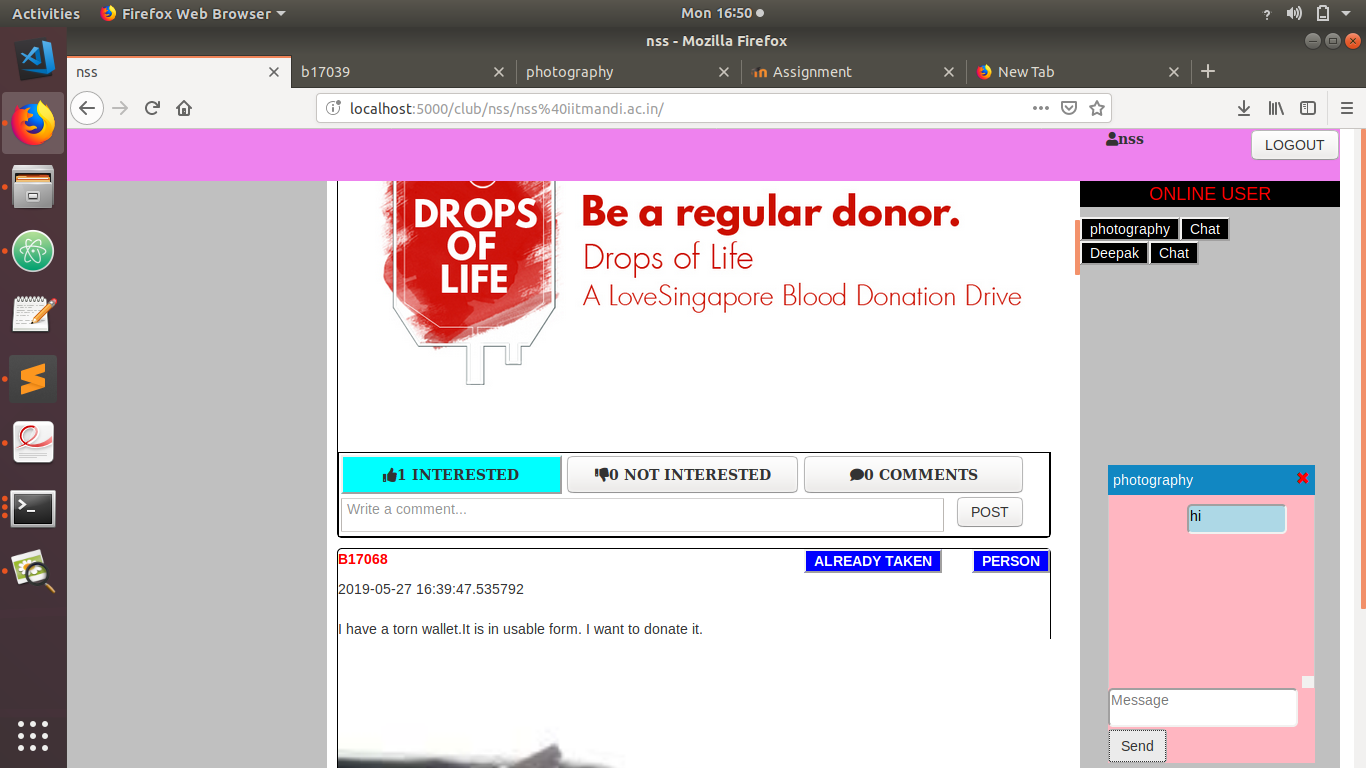 Activities Firefox Web Browser Mon 16:50
nss - Mozilla Firefox
nss b17039 photography Assignment New Tab
localhost:5000/club/nss/nss%40iitmandi.ac.in/
nss LOGOUT
ONLINE USER
photography Chat
Deepak Chat
DROPS
OF
LIFE
Be a regular donor.
Drops of Life
A LoveSingapore Blood Donation Drive
1 INTERESTED 0 NOT INTERESTED 0 COMMENTS
Write a comment... POST
B17068 ALREADY TAKEN PERSON
2019-05-27 16:39:47.535792
I have a torn wallet.It is in usable form. I want to donate it.
photography
hi
Message
Send